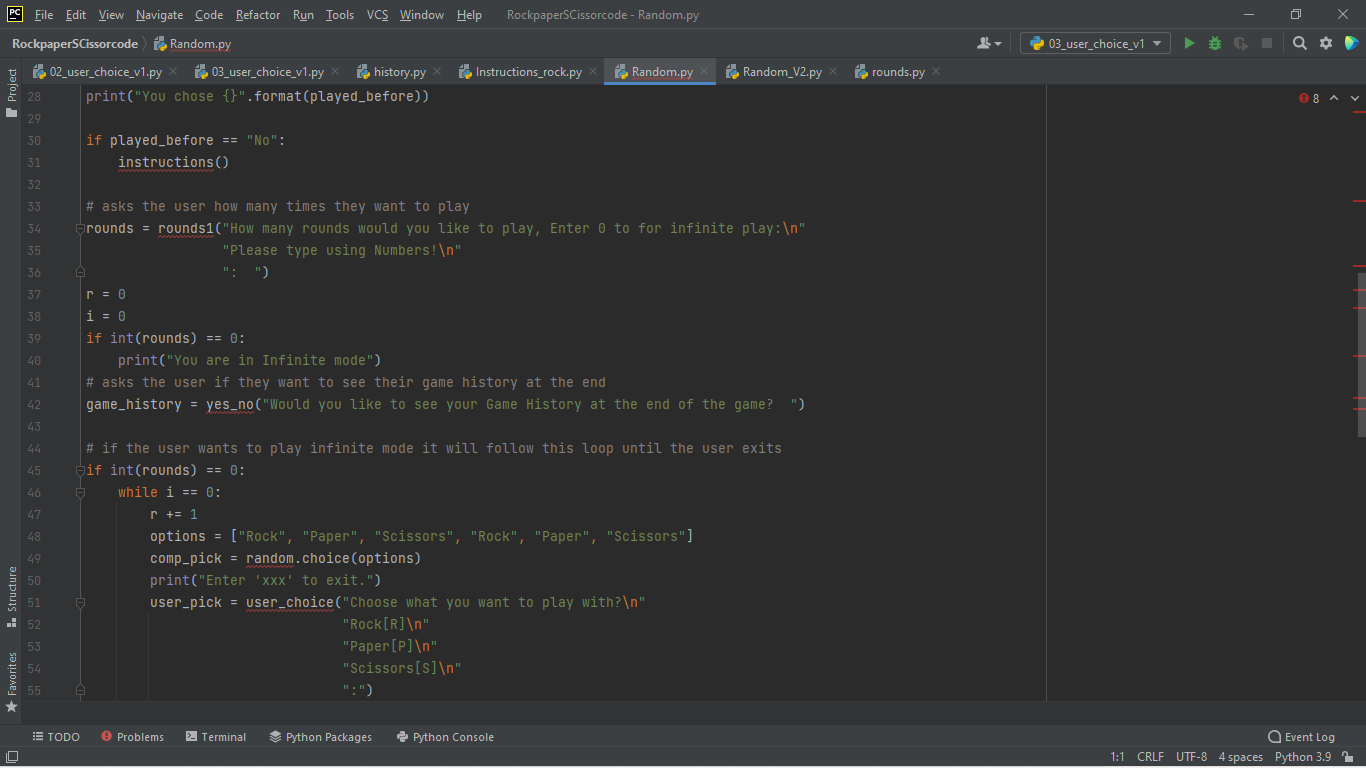 PC File Edit View Navigate Code Refactor Run Tools VCS Window Help RockpaperSCissorcode - Random.py
RockpaperSCissorcode Random.py 03_user_choice_v1
02_user_choice_v1.py 03_user_choice_v1.py history.py Instructions_rock.py Random.py Random_V2.py rounds.py
Project
8
28 print("You chose {}".format(played_before))
29
30 if played_before == "No":
31     instructions()
32
33 # asks the user how many times they want to play
34 rounds = rounds1("How many rounds would you like to play, Enter 0 to for infinite play:\n"
35                  "Please type using Numbers!\n"
36                  ":  ")
37 r = 0
38 i = 0
39 if int(rounds) == 0:
40     print("You are in Infinite mode")
41 # asks the user if they want to see their game history at the end
42 game_history = yes_no("Would you like to see your Game History at the end of the game?  ")
43
44 # if the user wants to play infinite mode it will follow this loop until the user exits
45 if int(rounds) == 0:
46     while i == 0:
47         r += 1
48         options = ["Rock", "Paper", "Scissors", "Rock", "Paper", "Scissors"]
49         comp_pick = random.choice(options)
50         print("Enter 'xxx' to exit.")
51         user_pick = user_choice("Choose what you want to play with?\n"
52                                 "Rock[R]\n"
53                                 "Paper[P]\n"
54                                 "Scissors[S]\n"
55                                 ":")
Structure
Favorites
TODO Problems Terminal Python Packages Python Console Event Log
1:1 CRLF UTF-8 4 spaces Python 3.9